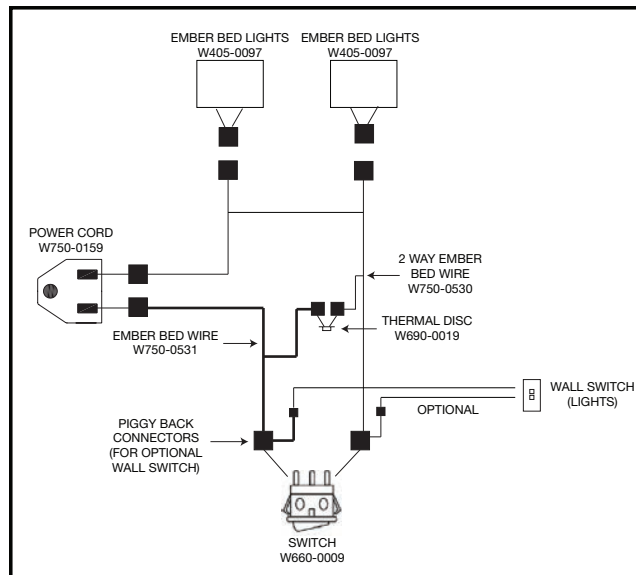 EMBER BED LIGHTS
W405-0097
EMBER BED LIGHTS
W405-0097
POWER CORD
W750-0159
2 WAY EMBER
BED WIRE
W750-0530
EMBER BED WIRE
W750-0531
THERMAL DISC
W690-0019
WALL SWITCH
(LIGHTS)
OPTIONAL
PIGGY BACK
CONNECTORS
(FOR OPTIONAL
WALL SWITCH)
SWITCH
W660-0009